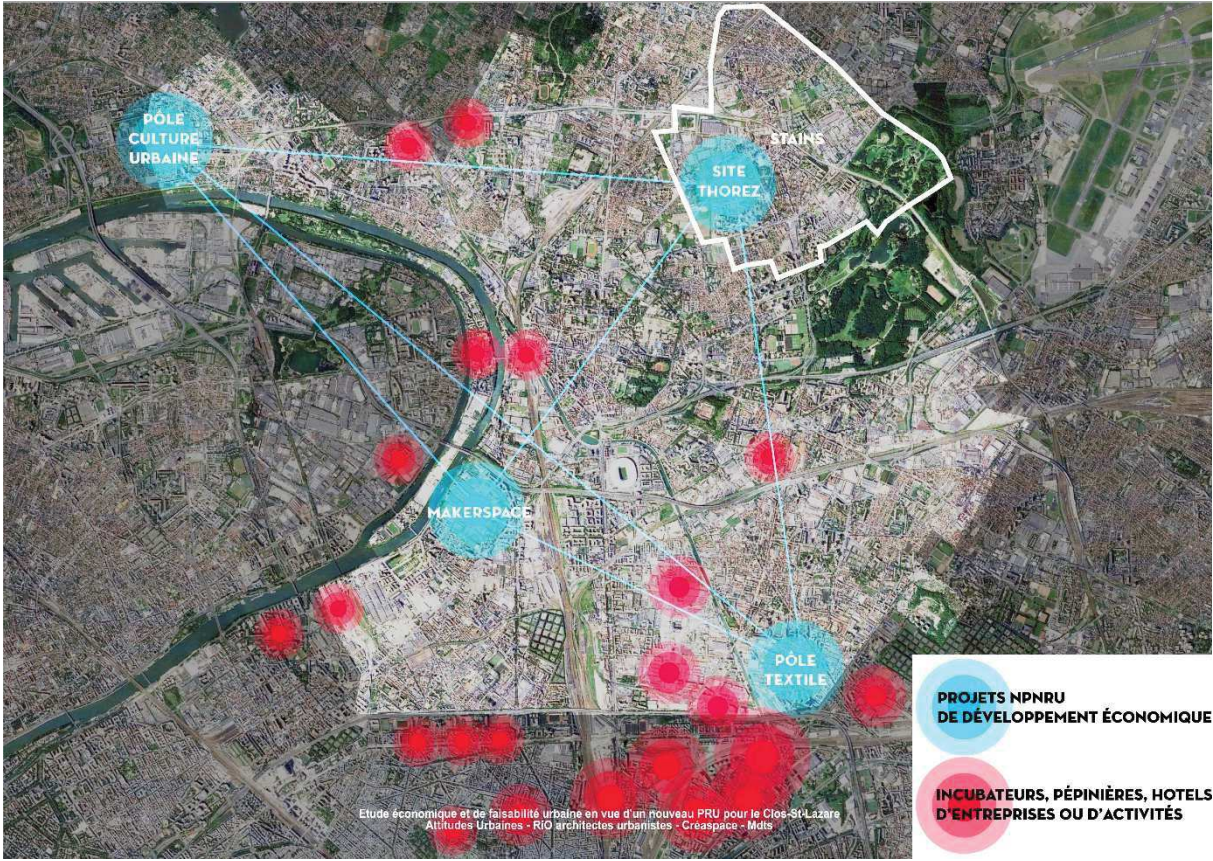 PÔLE
CULTURE
URBAINE
STAINS
SITE
THOREZ
MAKERSPACE
PÔLE
TEXTILE
PROJETS NPNRU
DE DÉVELOPPEMENT ÉCONOMIQUE
INCUBATEURS, PÉPINIÈRES, HOTELS
D'ENTREPRISES OU D'ACTIVITÉS
Etude économique et de faisabilité urbaine en vue d'un nouveau PRU pour le Clos-St-Lazare
Attitudes Urbaines - RiO architectes urbanistes - Créaspace - Mdts